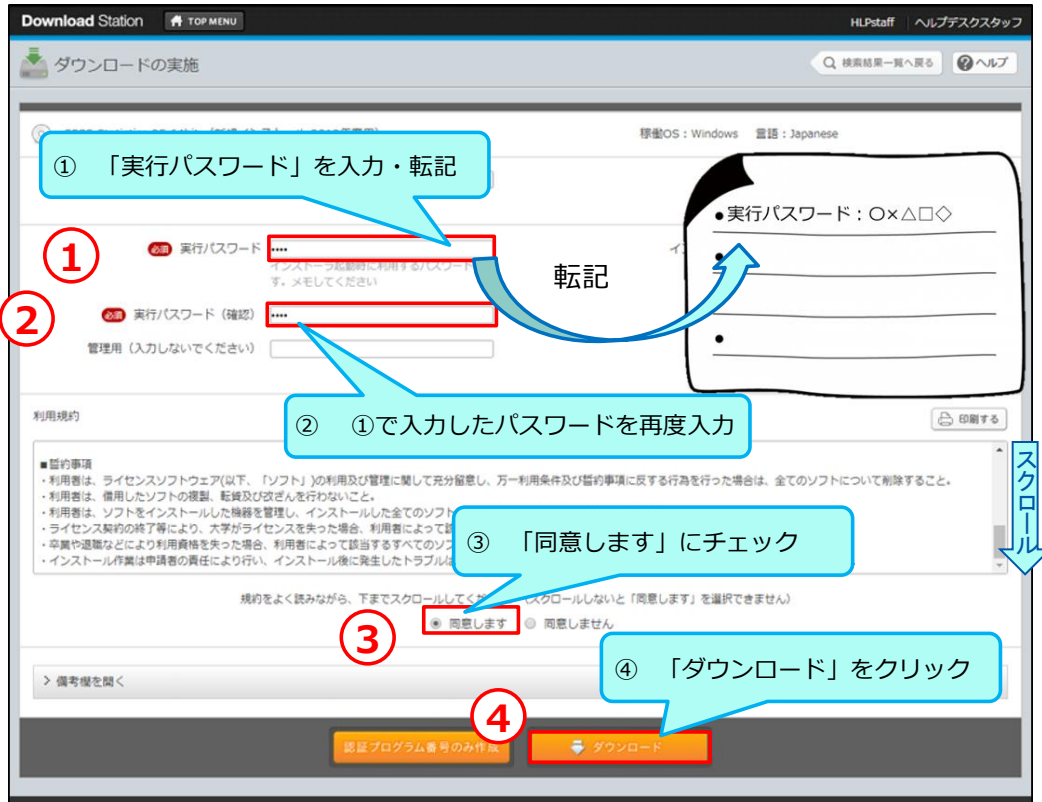 Download Station TOP MENU HLPstaff ヘルプデスクスタッフ
ダウンロードの実施 検索結果一覧へ戻る ヘルプ
稼働OS：Windows 言語：Japanese
① 「実行パスワード」を入力・転記
●実行パスワード：〇×△□◇
●
●
1
必須 実行パスワード ••••
インストーラ起動時に利用するパスワード
す。メモしてください
転記
2
必須 実行パスワード（確認） ••••
管理用（入力しないでください）
② ①で入力したパスワードを再度入力
利用規約 印刷する
スクロール
■誓約事項
・利用者は、ライセンスソフトウェア(以下、「ソフト」)の利用及び管理に関して充分留意し、万一利用条件及び誓約事項に反する行為を行った場合は、全てのソフトについて削除すること。
・利用者は、借用したソフトの複製、転貸及び改ざんを行わないこと。
・利用者は、ソフトをインストールした機器を管理し、インストールした全てのソフト
・ライセンス契約の終了等により、大学がライセンスを失った場合、利用者によって該
・卒業や退職などにより利用資格を失った場合、利用者によって該当するすべてのソフ
・インストール作業は申請者の責任により行い、インストール後に発生したトラブルは
③ 「同意します」にチェック
規約をよく読みながら、下までスクロールしてくだ （スクロールしないと「同意します」を選択できません）
3
同意します 同意しません
④ 「ダウンロード」をクリック
> 備考欄を開く
4
認証プログラム番号のみ作成 ダウンロード